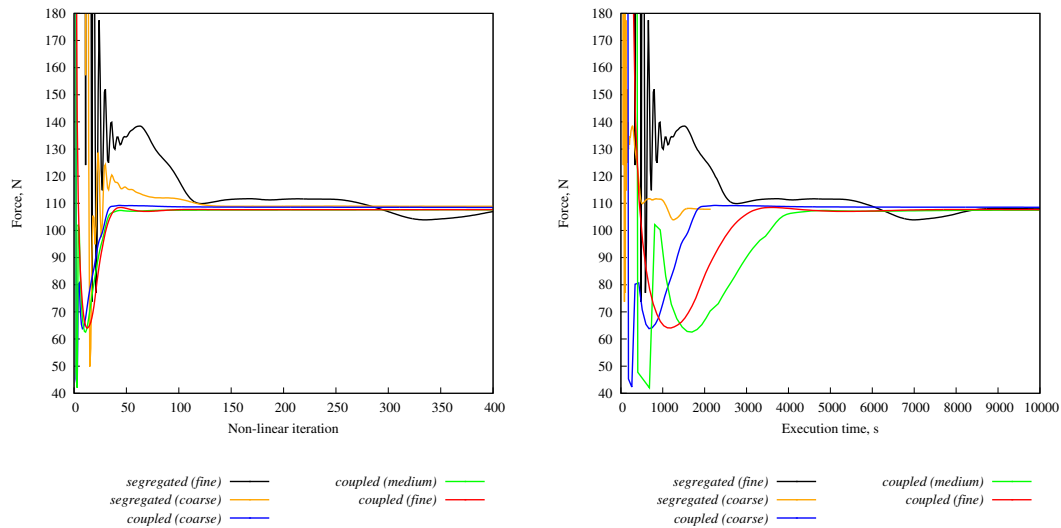 180
170
160
150
140
130
120
110
100
90
80
70
60
50
40
Force, N
0 50 100 150 200 250 300 350 400
Non-linear iteration
segregated (fine)
segregated (coarse)
coupled (coarse)
coupled (medium)
coupled (fine)
180
170
160
150
140
130
120
110
100
90
80
70
60
50
40
Force, N
0 1000 2000 3000 4000 5000 6000 7000 8000 9000 10000
Execution time, s
segregated (fine)
segregated (coarse)
coupled (coarse)
coupled (medium)
coupled (fine)